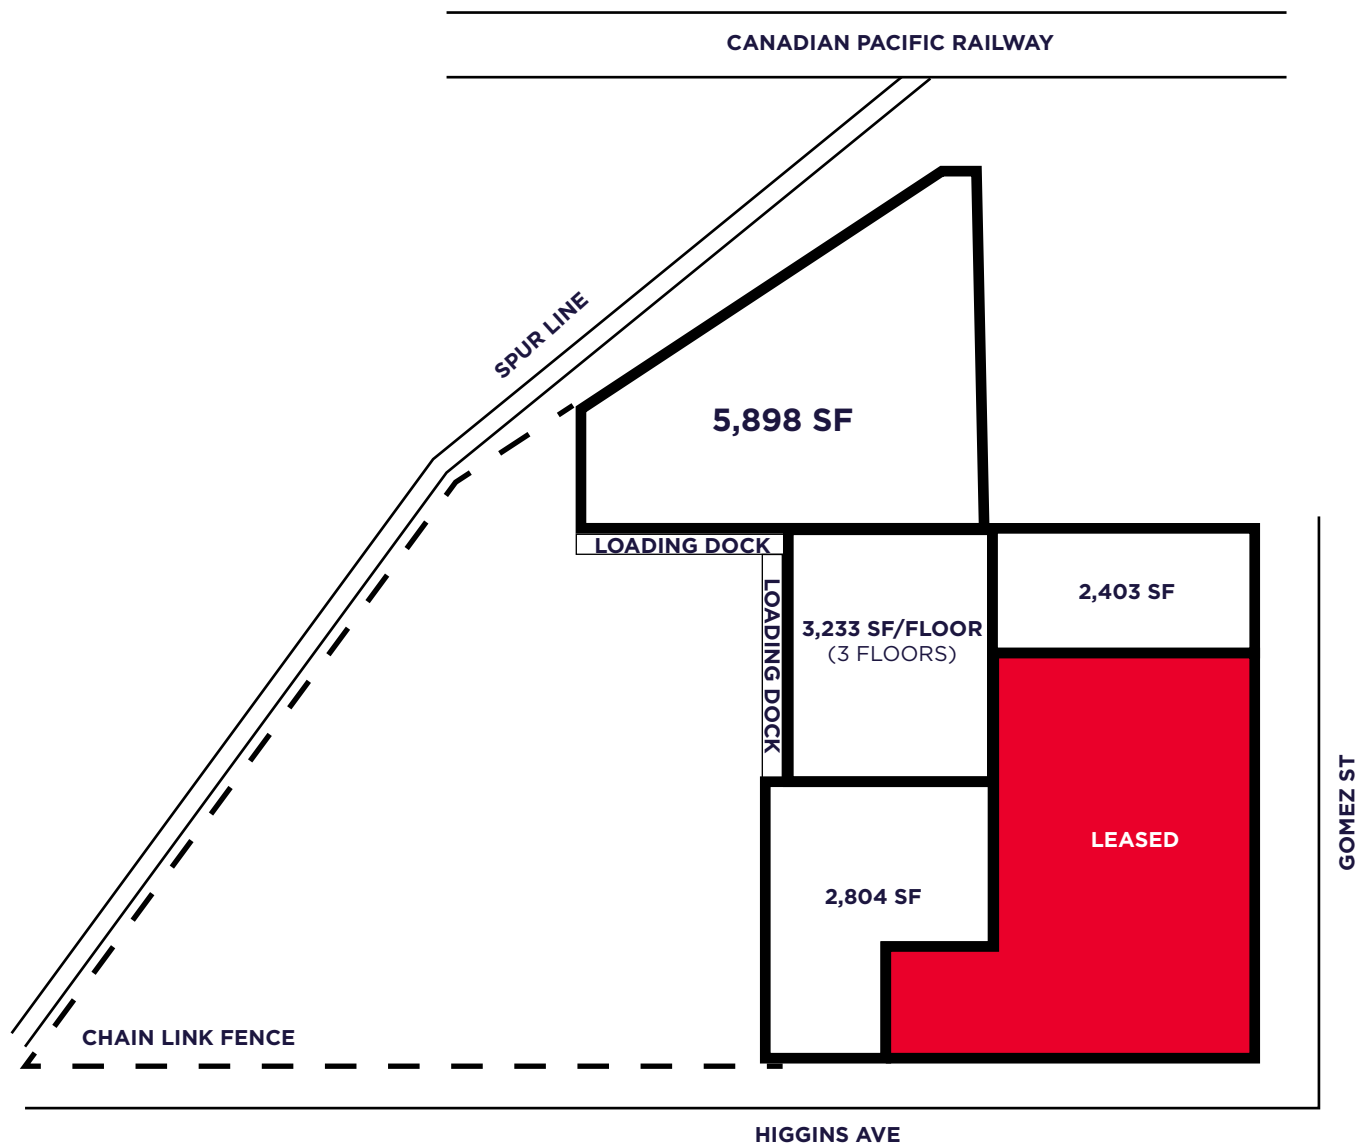 CANADIAN PACIFIC RAILWAY
SPUR LINE
5,898 SF
LOADING DOCK
LOADING DOCK
3,233 SF/FLOOR
(3 FLOORS)
2,403 SF
LEASED
GOMEZ ST
2,804 SF
CHAIN LINK FENCE
HIGGINS AVE